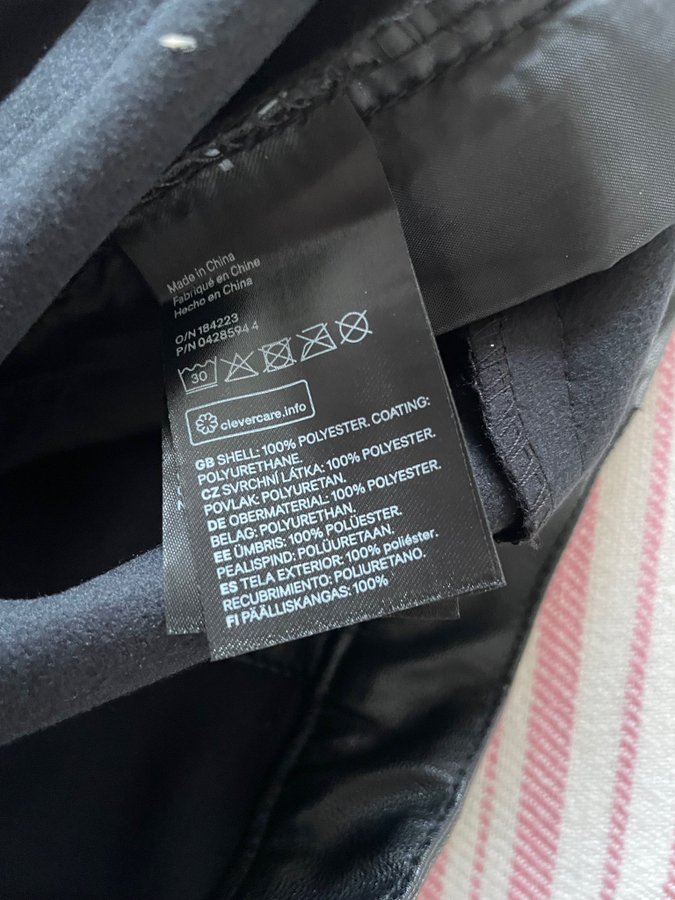 Made in China
Fabriqué en Chine
Hecho en China
O/N 184223
P/N 0428594 4
30
clevercare.info
GB SHELL: 100% POLYESTER. COATING:
POLYURETHANE.
CZ SVRCHNÍ LÁTKA: 100% POLYESTER.
POVLAK: POLYURETAN.
DE OBERMATERIAL: 100% POLYESTER.
BELAG: POLYURETHAN.
EE ÜMBRIS: 100% POLÜESTER.
PEALISPIND: POLÜURETAAN.
ES TELA EXTERIOR: 100% poliéster.
RECUBRIMIENTO: POLIURETANO.
FI PÄÄLLISKANGAS: 100%